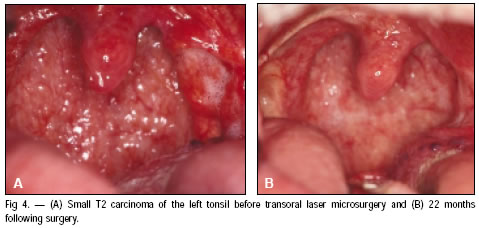 A
B
Fig 4. — (A) Small T2 carcinoma of the left tonsil before transoral laser microsurgery and (B) 22 months
following surgery.